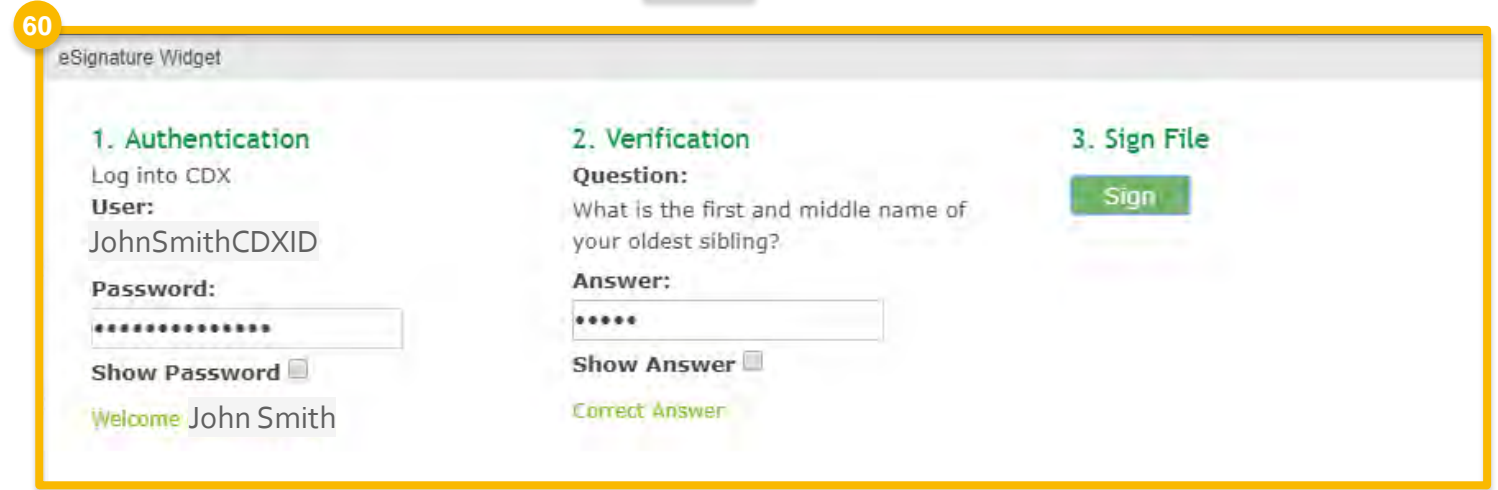 60
eSignature Widget
1. Authentication
Log into CDX
User:
JohnSmithCDXID
Password:
••••••••••••••
Show Password
Welcome John Smith
2. Verification
Question:
What is the first and middle name of
your oldest sibling?
Answer:
•••••
Show Answer
Correct Answer
3. Sign File
Sign